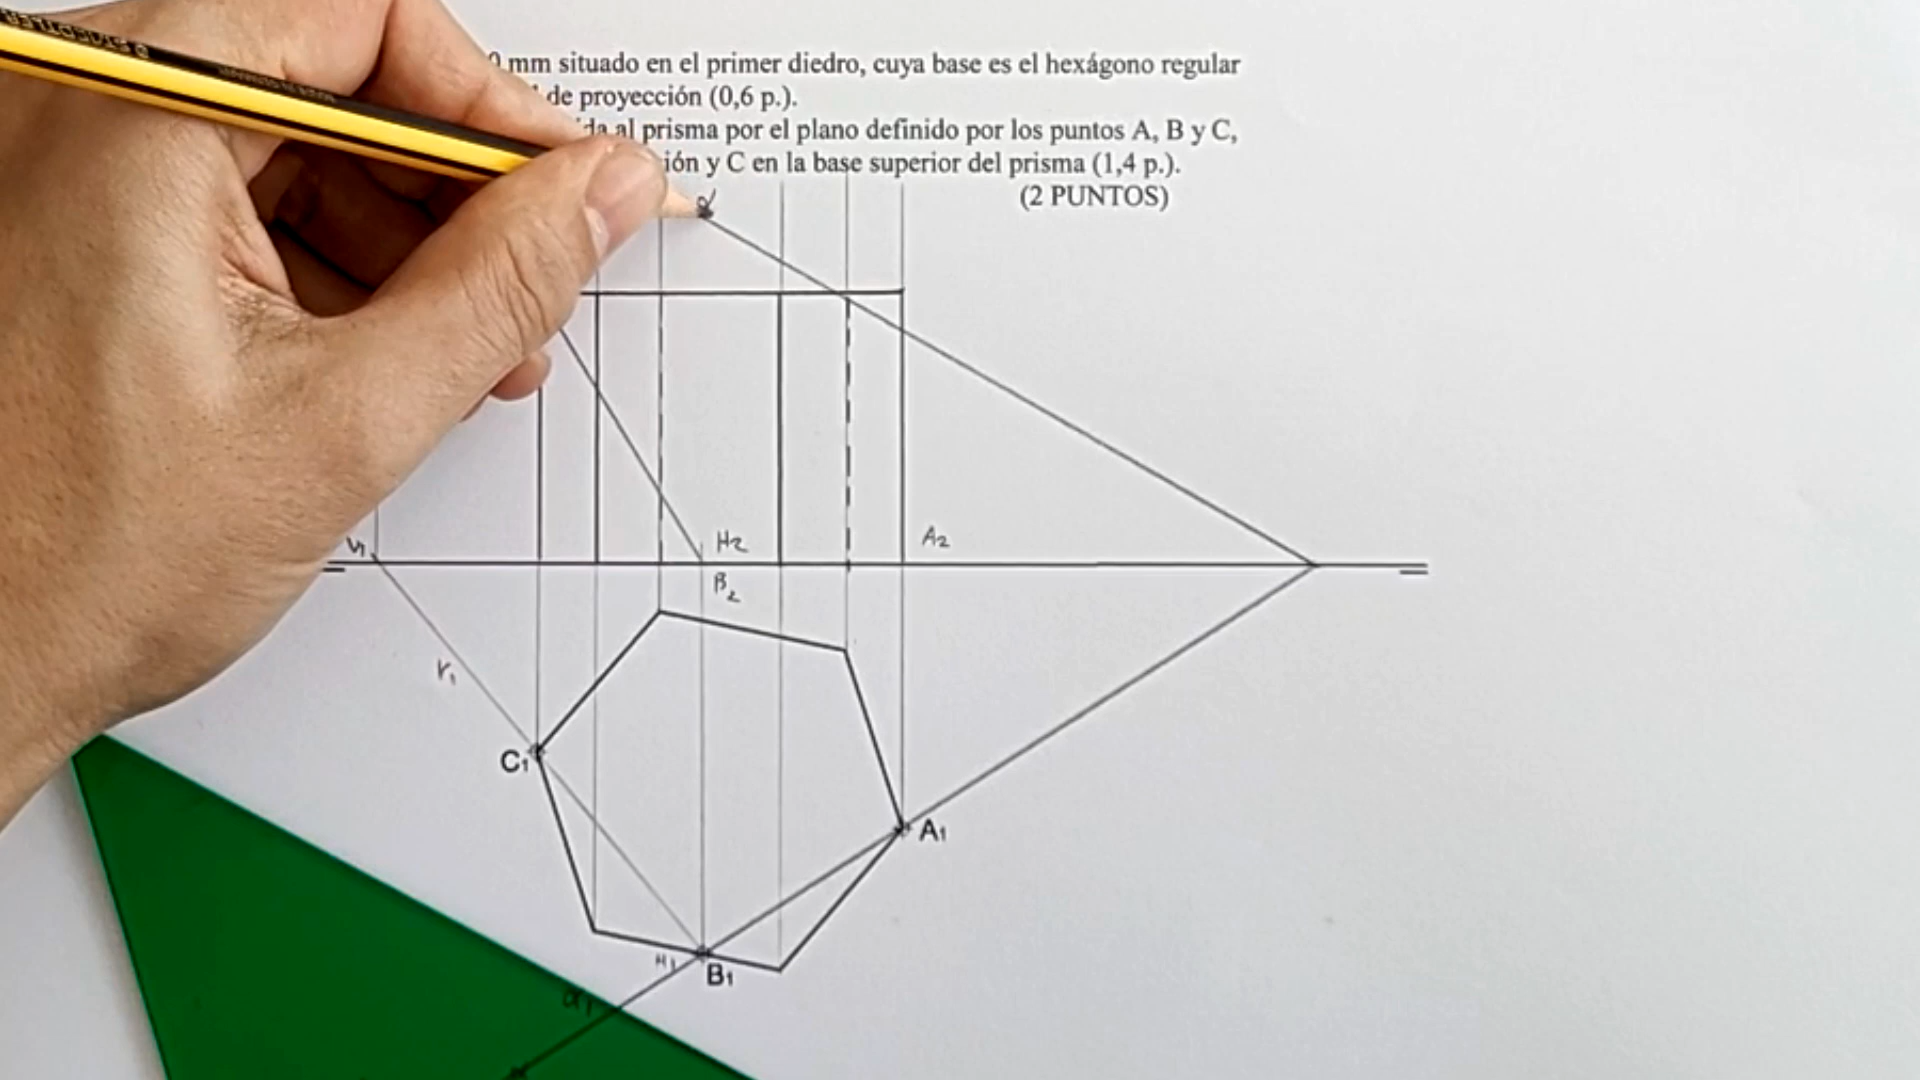 mm situado en el primer diedro, cuya base es el hexágono regular
de proyección (0,6 p.).
al prisma por el plano definido por los puntos A, B y C,
y C en la base superior del prisma (1,4 p.).
(2 PUNTOS)
α
H₂
A₂
V₁
B₂
r₁
C₁
A₁
H₁
B₁
α₁